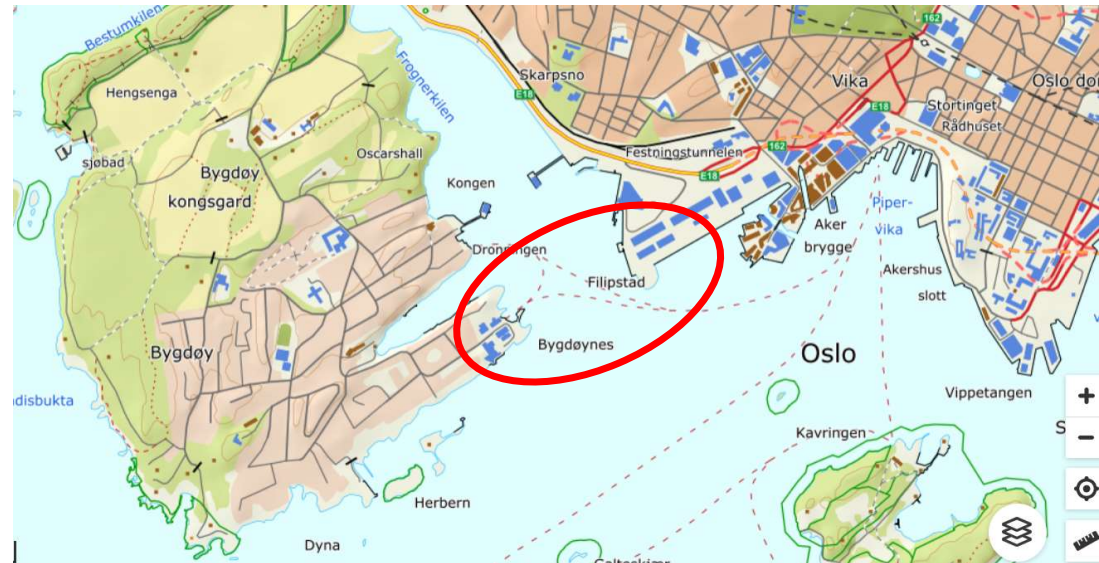 Bestumkilen
Hengsenga
Frognerkilen
Skarpsno
E18
162
Vika
E18
Oslo do
Stortinget
Rådhuset
sjøbad
Oscarshall
Bygdøy
kongsgard
Kongen
Festningstunnelen
162
E18
Piper-
vika
Aker
brygge
Dronningen
Filipstad
Akershus
slott
Bygdøynes
Bygdøy
Oslo
Vippetangen
disbukta
Kavringen
S
Herbern
Dyna